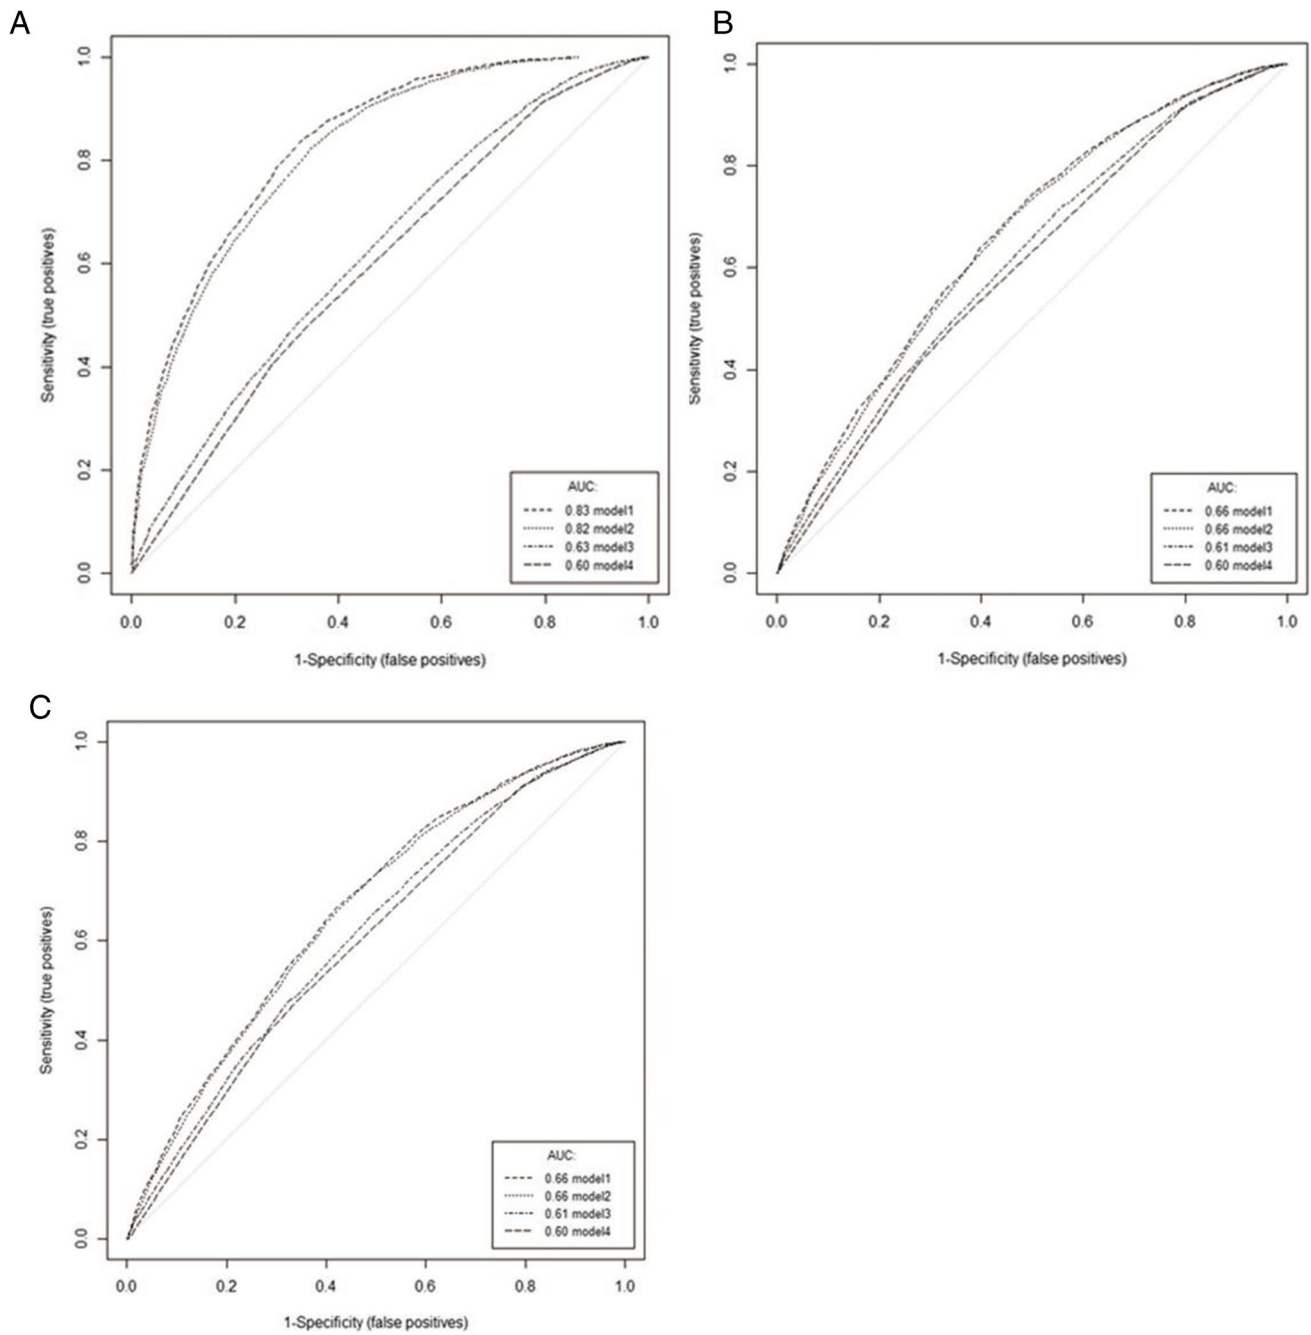 A
Sensitivity (true positives)
1.0
0.8
0.6
0.4
0.2
0.0
AUC:
0.83 model1
0.82 model2
0.63 model3
0.60 model4
0.0 0.2 0.4 0.6 0.8 1.0
1-Specificity (false positives)
B
Sensitivity (true positives)
1.0
0.8
0.6
0.4
0.2
0.0
AUC:
0.66 model1
0.66 model2
0.61 model3
0.60 model4
0.0 0.2 0.4 0.6 0.8 1.0
1-Specificity (false positives)
C
Sensitivity (true positives)
1.0
0.8
0.6
0.4
0.2
0.0
AUC:
0.66 model1
0.66 model2
0.61 model3
0.60 model4
0.0 0.2 0.4 0.6 0.8 1.0
1-Specificity (false positives)